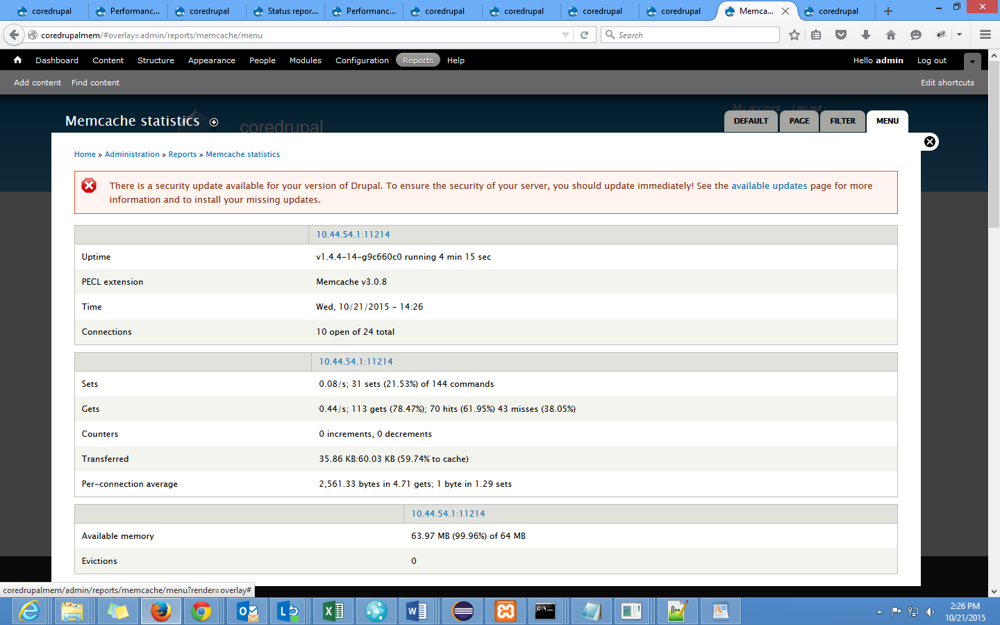 coredrupal
Performanc...
coredrupal
Status repor...
Performanc...
coredrupal
coredrupal
coredrupal
coredrupal
Memca...
coredrupal
coredrupalmem/#overlay=admin/reports/memcache/menu
Search
Dashboard Content Structure Appearance People Modules Configuration Reports Help
Hello admin Log out
Add content Find content
Edit shortcuts
My account Log out
coredrupal
Memcache statistics
DEFAULT PAGE FILTER MENU
Home » Administration » Reports » Memcache statistics
There is a security update available for your version of Drupal. To ensure the security of your server, you should update immediately! See the available updates page for more
information and to install your missing updates.
10.44.54.1:11214
Uptime v1.4.4-14-g9c660c0 running 4 min 15 sec
PECL extension Memcache v3.0.8
Time Wed, 10/21/2015 - 14:26
Connections 10 open of 24 total
10.44.54.1:11214
Sets 0.08/s; 31 sets (21.53%) of 144 commands
Gets 0.44/s; 113 gets (78.47%); 70 hits (61.95%) 43 misses (38.05%)
Counters 0 increments, 0 decrements
Transferred 35.86 KB:60.03 KB (59.74% to cache)
Per-connection average 2,561.33 bytes in 4.71 gets; 1 byte in 1.29 sets
10.44.54.1:11214
Available memory 63.97 MB (99.96%) of 64 MB
Evictions 0
coredrupalmem/admin/reports/memcache/menu?render=overlay#
2:26 PM
10/21/2015